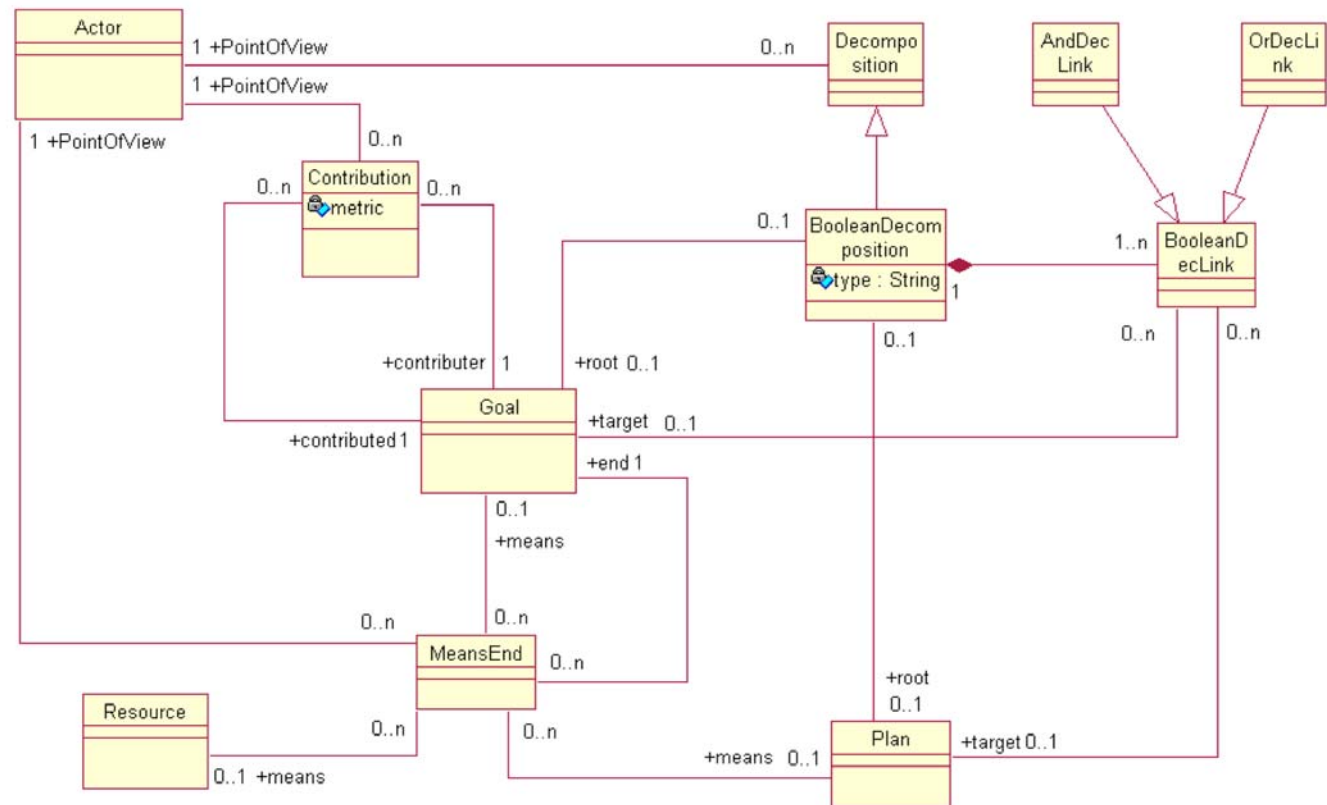 Actor
1 +PointOfView
0..n
Decompo
sition
AndDec
Link
OrDecLi
nk
1 +PointOfView
1 +PointOfView
0..n
0..n
Contribution
0..n
metric
0..1
BooleanDecom
position
type : String
1
1..n
BooleanD
ecLink
0..1
0..n
0..n
+contributer
1
+root 0..1
Goal
+target 0..1
+contributed 1
+end 1
0..1
+means
0..n
0..n
MeansEnd
0..n
+root
0..1
Resource
0..n
0..n
Plan
+target 0..1
+means 0..1
0..1 +means